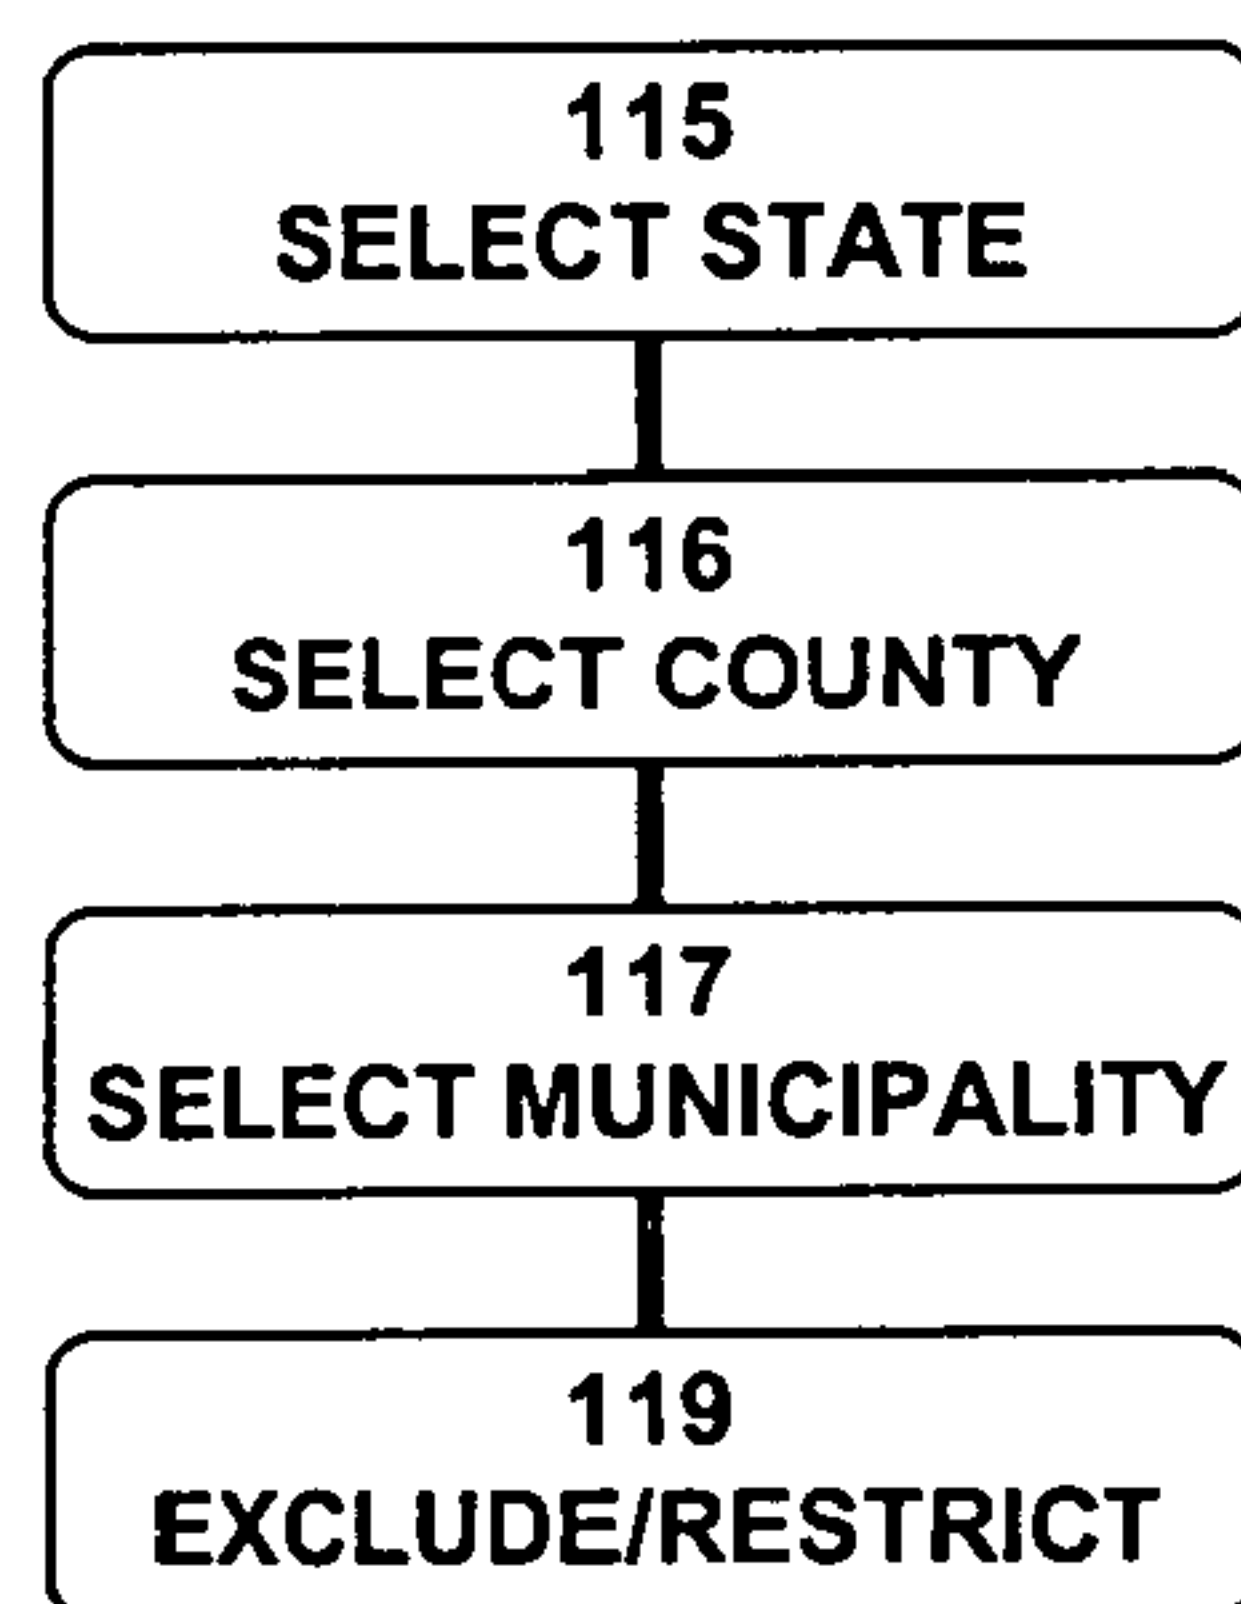 115
SELECT STATE
116
SELECT COUNTY
117
SELECT MUNICIPALITY
119
EXCLUDE/RESTRICT